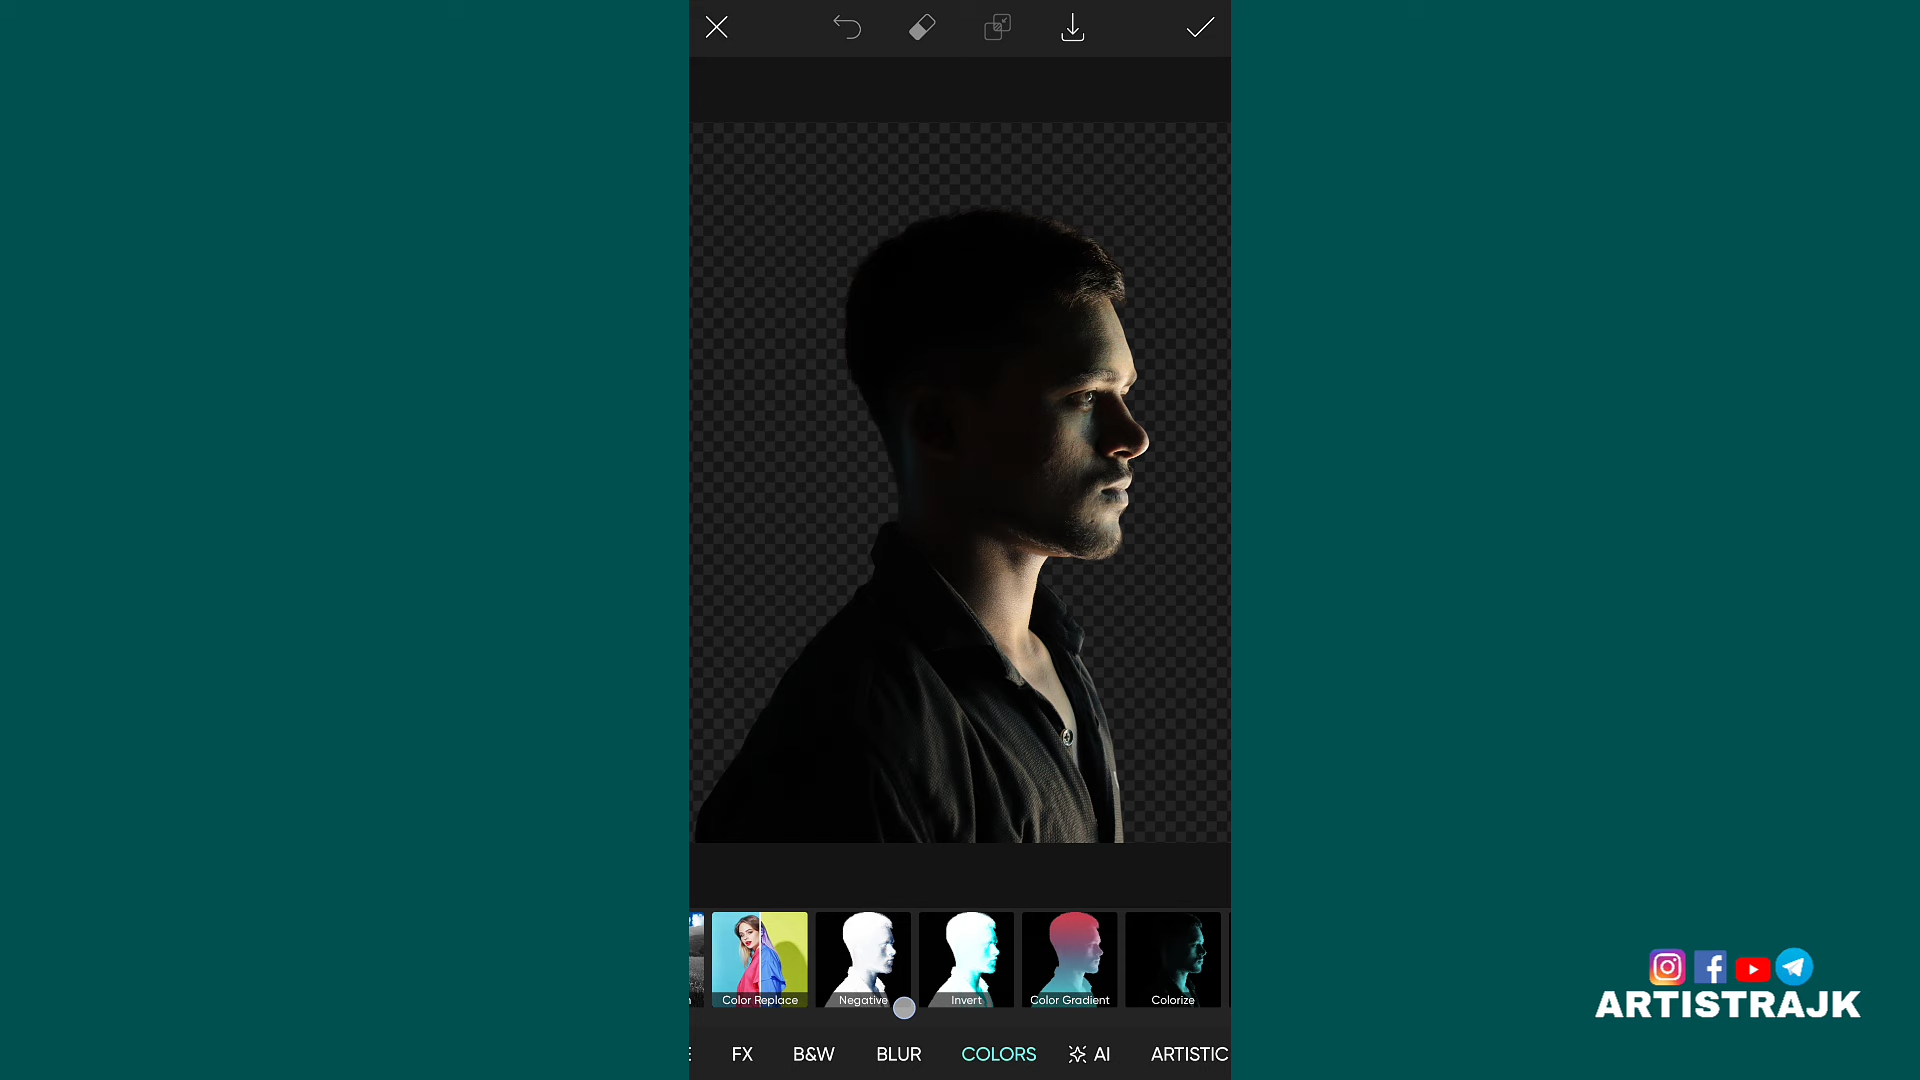 Color Replace
Negative
Invert
Color Gradient
Colorize
FX
B&W
BLUR
COLORS
AI
ARTISTIC
ARTISTRAJK